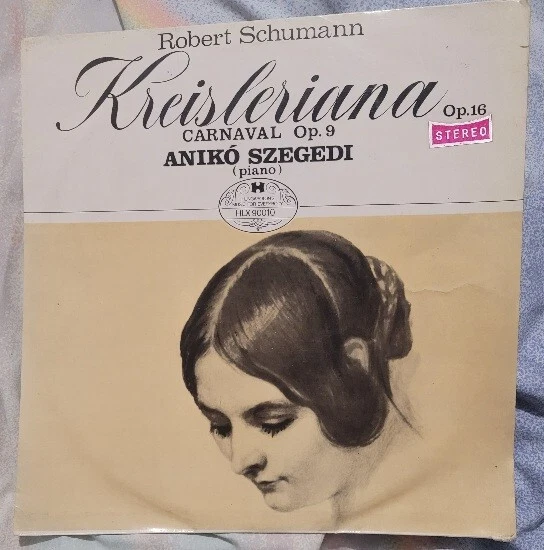 Robert Schumann
Kreisleriana Op.16
CARNAVAL Op. 9
STEREO
ANIKÓ SZEGEDI
(piano)
H
HLX 90010